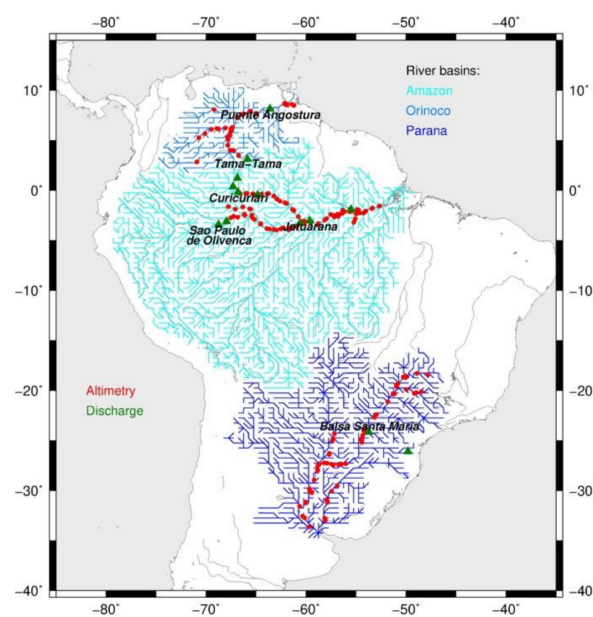 −80˚ −70˚ −60˚ −50˚ −40˚
River basins:
Amazon
Orinoco
Parana
10˚ 10˚
Puente Angostura
Tama−Tama
0˚ 0˚
Curicuriari
Jatuarana
Sao Paulo
de Olivenca
−10˚ −10˚
−20˚ −20˚
Altimetry
Discharge
Balsa Santa Maria
−30˚ −30˚
−40˚ −40˚
−80˚ −70˚ −60˚ −50˚ −40˚